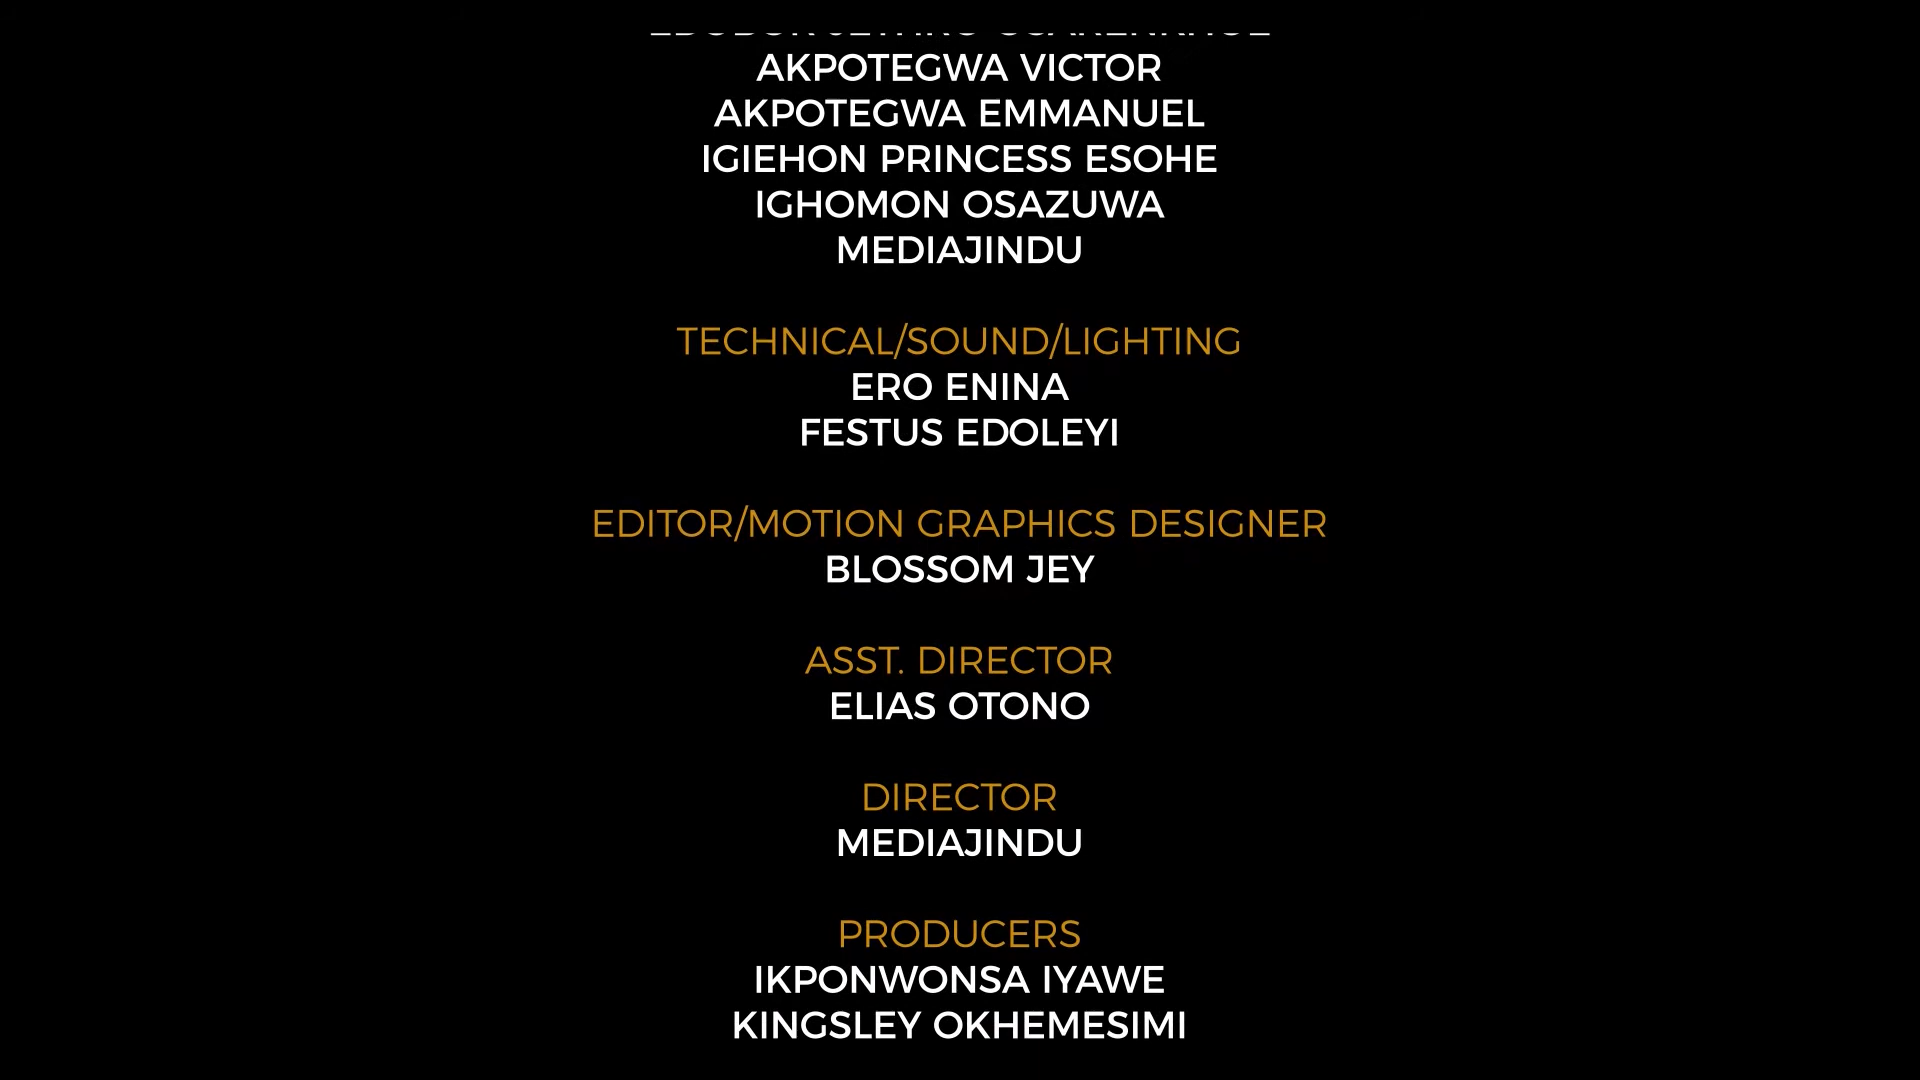 AKPOTEGWA VICTOR
AKPOTEGWA EMMANUEL
IGIEHON PRINCESS ESOHE
IGHOMON OSAZUWA
MEDIAJINDU
TECHNICAL/SOUND/LIGHTING
ERO ENINA
FESTUS EDOLEYI
EDITOR/MOTION GRAPHICS DESIGNER
BLOSSOM JEY
ASST. DIRECTOR
ELIAS OTONO
DIRECTOR
MEDIAJINDU
PRODUCERS
IKPONWONSA IYAWE
KINGSLEY OKHEMESIMI